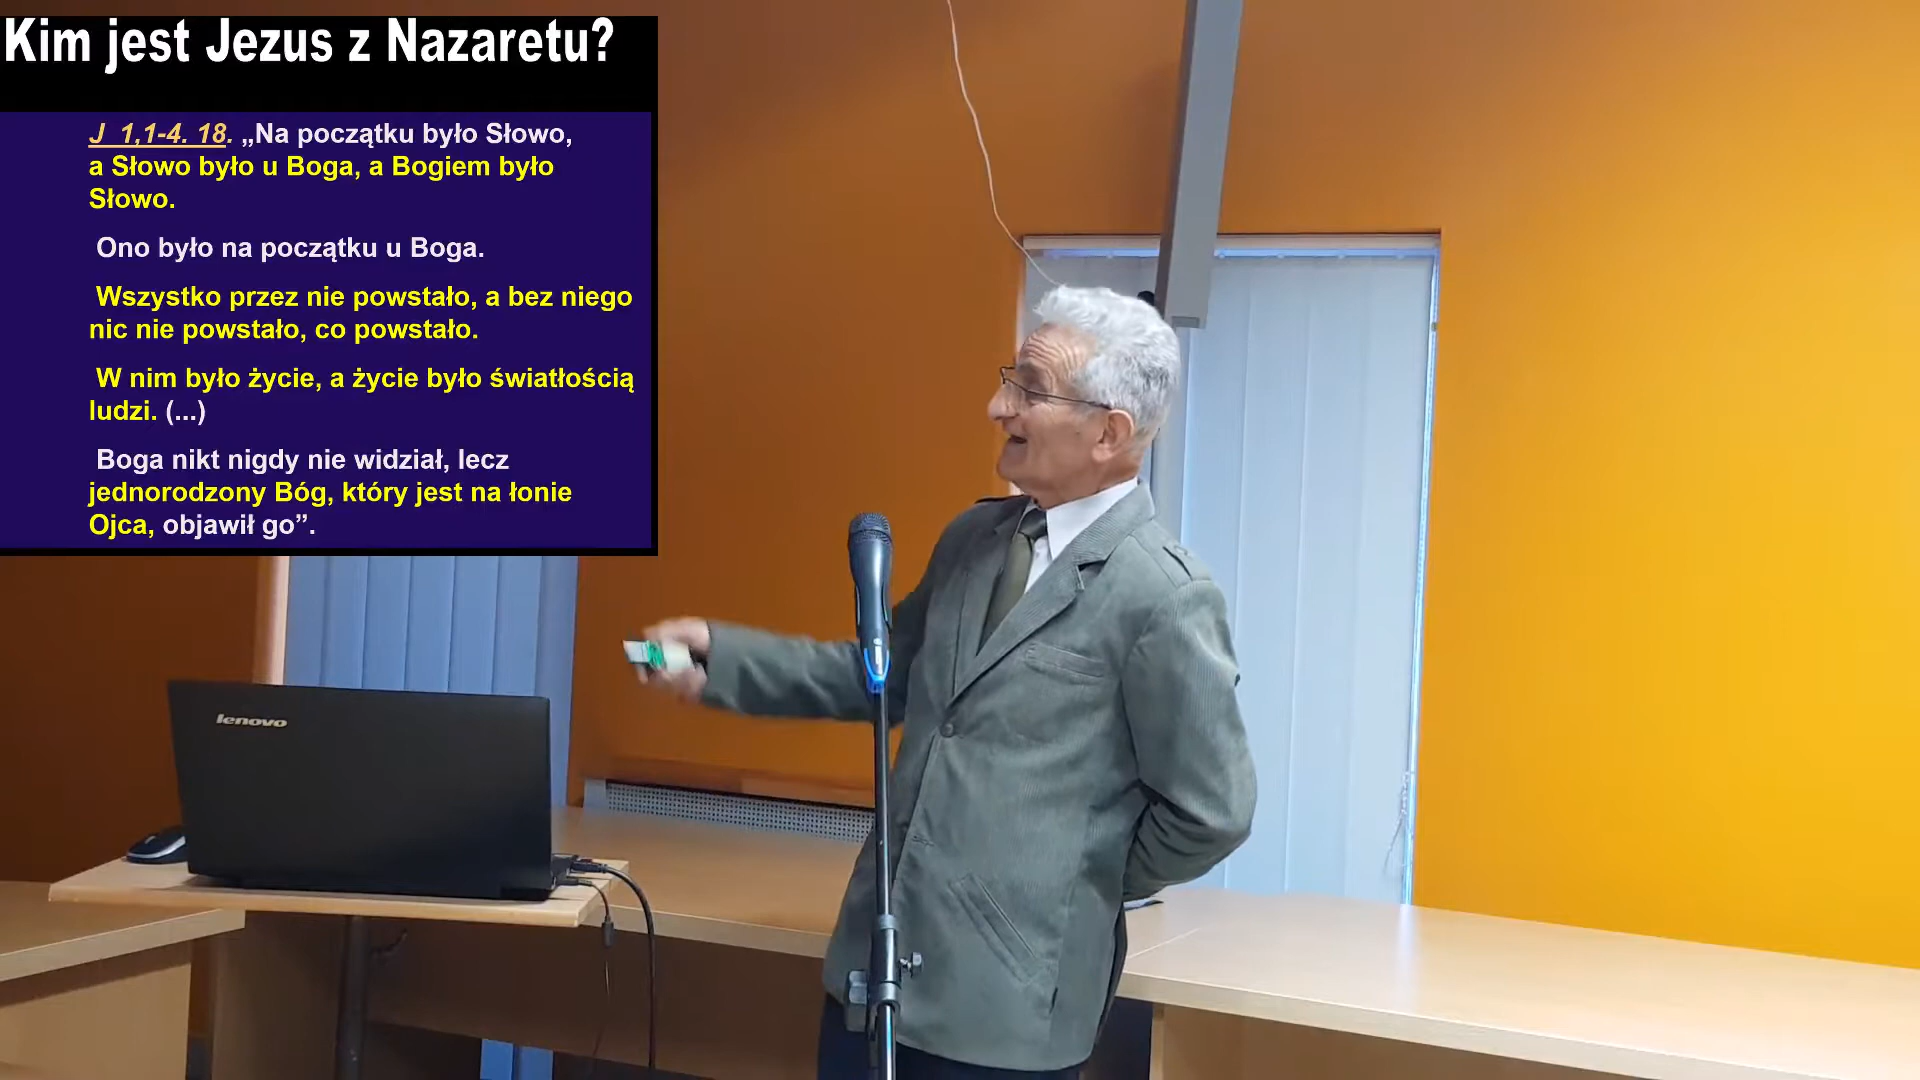 Kim jest Jezus z Nazaretu?
J 1,1-4. 18. „Na początku było Słowo,
a Słowo było u Boga, a Bogiem było
Słowo.
Ono było na początku u Boga.
Wszystko przez nie powstało, a bez niego
nic nie powstało, co powstało.
W nim było życie, a życie było światłością
ludzi. (...)
Boga nikt nigdy nie widział, lecz
jednorodzony Bóg, który jest na łonie
Ojca, objawił go”.
lenovo